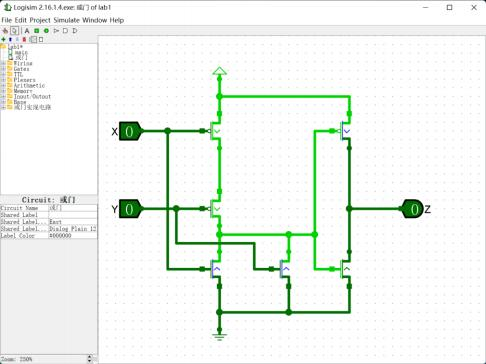 Logisim 2.16.1.4.exe: 或门 of lab1
File Edit Project Simulate Window Help
lab1*
main
或门
Wiring
Gates
TTL
Plexers
Arithmetic
Memory
Input/Output
Base
或门实现电路
X
0
Y
0
0
Z
Circuit: 或门
Circuit Name 或门
Shared Label
Shared Label... East
Shared Label... Dialog Plain 12
Label Color #000000
Zoom: 250%